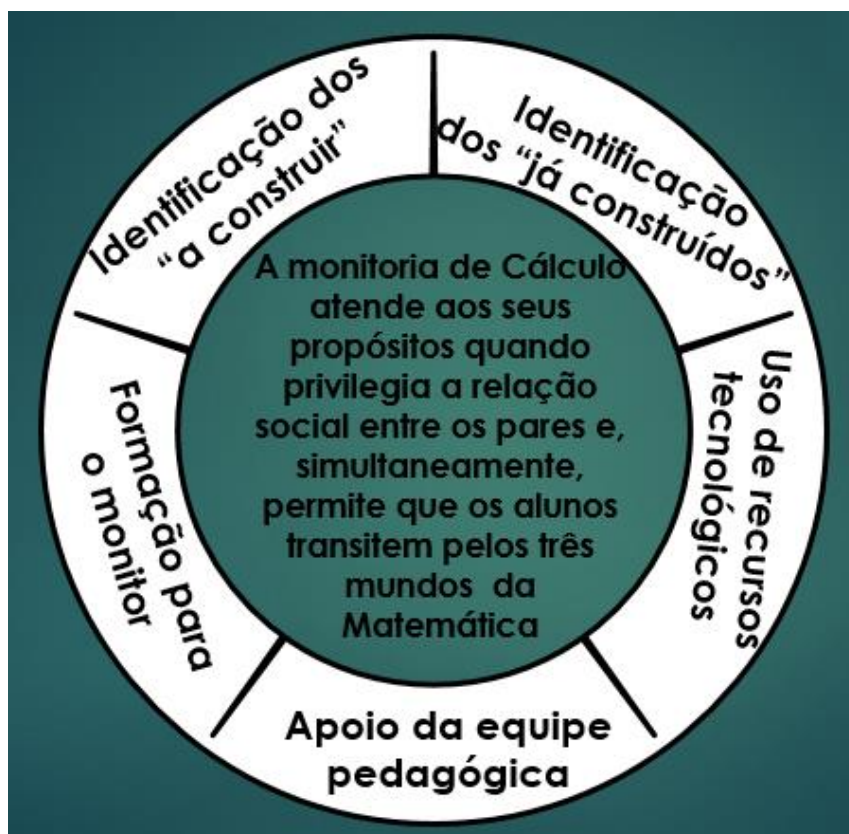 Identificação dos
“a construir”
Identificação
dos “já construídos”
Uso de recursos
tecnológicos
Apoio da equipe
pedagógica
Formação para
o monitor
A monitoria de Cálculo
atende aos seus
propósitos quando
privilegia a relação
social entre os pares e,
simultaneamente,
permite que os alunos
transitem pelos três
mundos da
Matemática